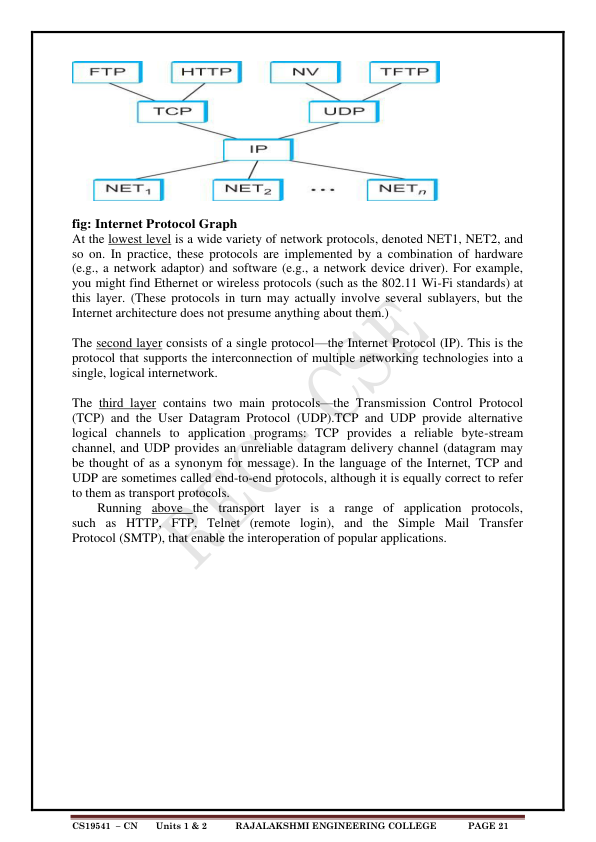 FTP HTTP NV TFTP
TCP UDP
IP
NET1 NET2 ... NETn
fig: Internet Protocol Graph
At the lowest level is a wide variety of network protocols, denoted NET1, NET2, and
so on. In practice, these protocols are implemented by a combination of hardware
(e.g., a network adaptor) and software (e.g., a network device driver). For example,
you might find Ethernet or wireless protocols (such as the 802.11 Wi-Fi standards) at
this layer. (These protocols in turn may actually involve several sublayers, but the
Internet architecture does not presume anything about them.)
The second layer consists of a single protocol—the Internet Protocol (IP). This is the
protocol that supports the interconnection of multiple networking technologies into a
single, logical internetwork.
The third layer contains two main protocols—the Transmission Control Protocol
(TCP) and the User Datagram Protocol (UDP).TCP and UDP provide alternative
logical channels to application programs: TCP provides a reliable byte-stream
channel, and UDP provides an unreliable datagram delivery channel (datagram may
be thought of as a synonym for message). In the language of the Internet, TCP and
UDP are sometimes called end-to-end protocols, although it is equally correct to refer
to them as transport protocols.
Running above the transport layer is a range of application protocols,
such as HTTP, FTP, Telnet (remote login), and the Simple Mail Transfer
Protocol (SMTP), that enable the interoperation of popular applications.
REC - CSE
CS19541 – CN Units 1 & 2 RAJALAKSHMI ENGINEERING COLLEGE PAGE 21